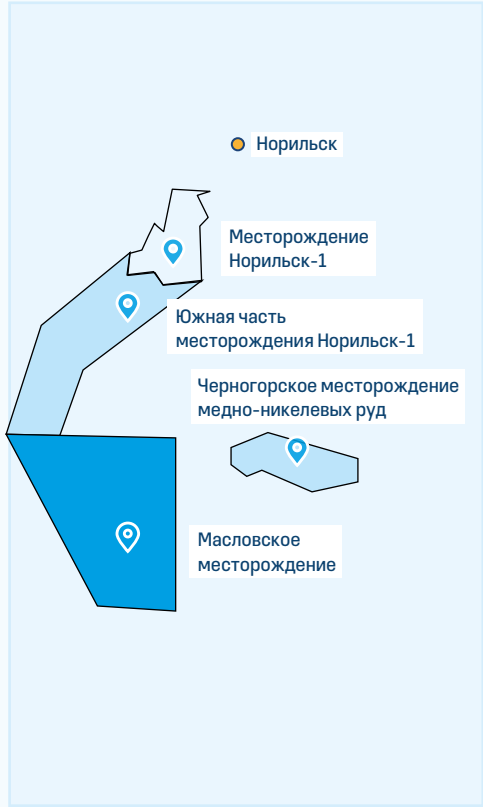 Норильск
Месторождение
Норильск-1
Южная часть
месторождения Норильск-1
Черногорское месторождение
медно-никелевых руд
Масловское
месторождение